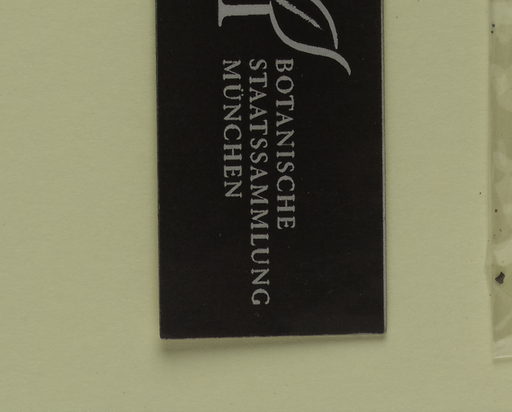 BOTANISCHE
STAATSSAMMLUNG
MÜNCHEN